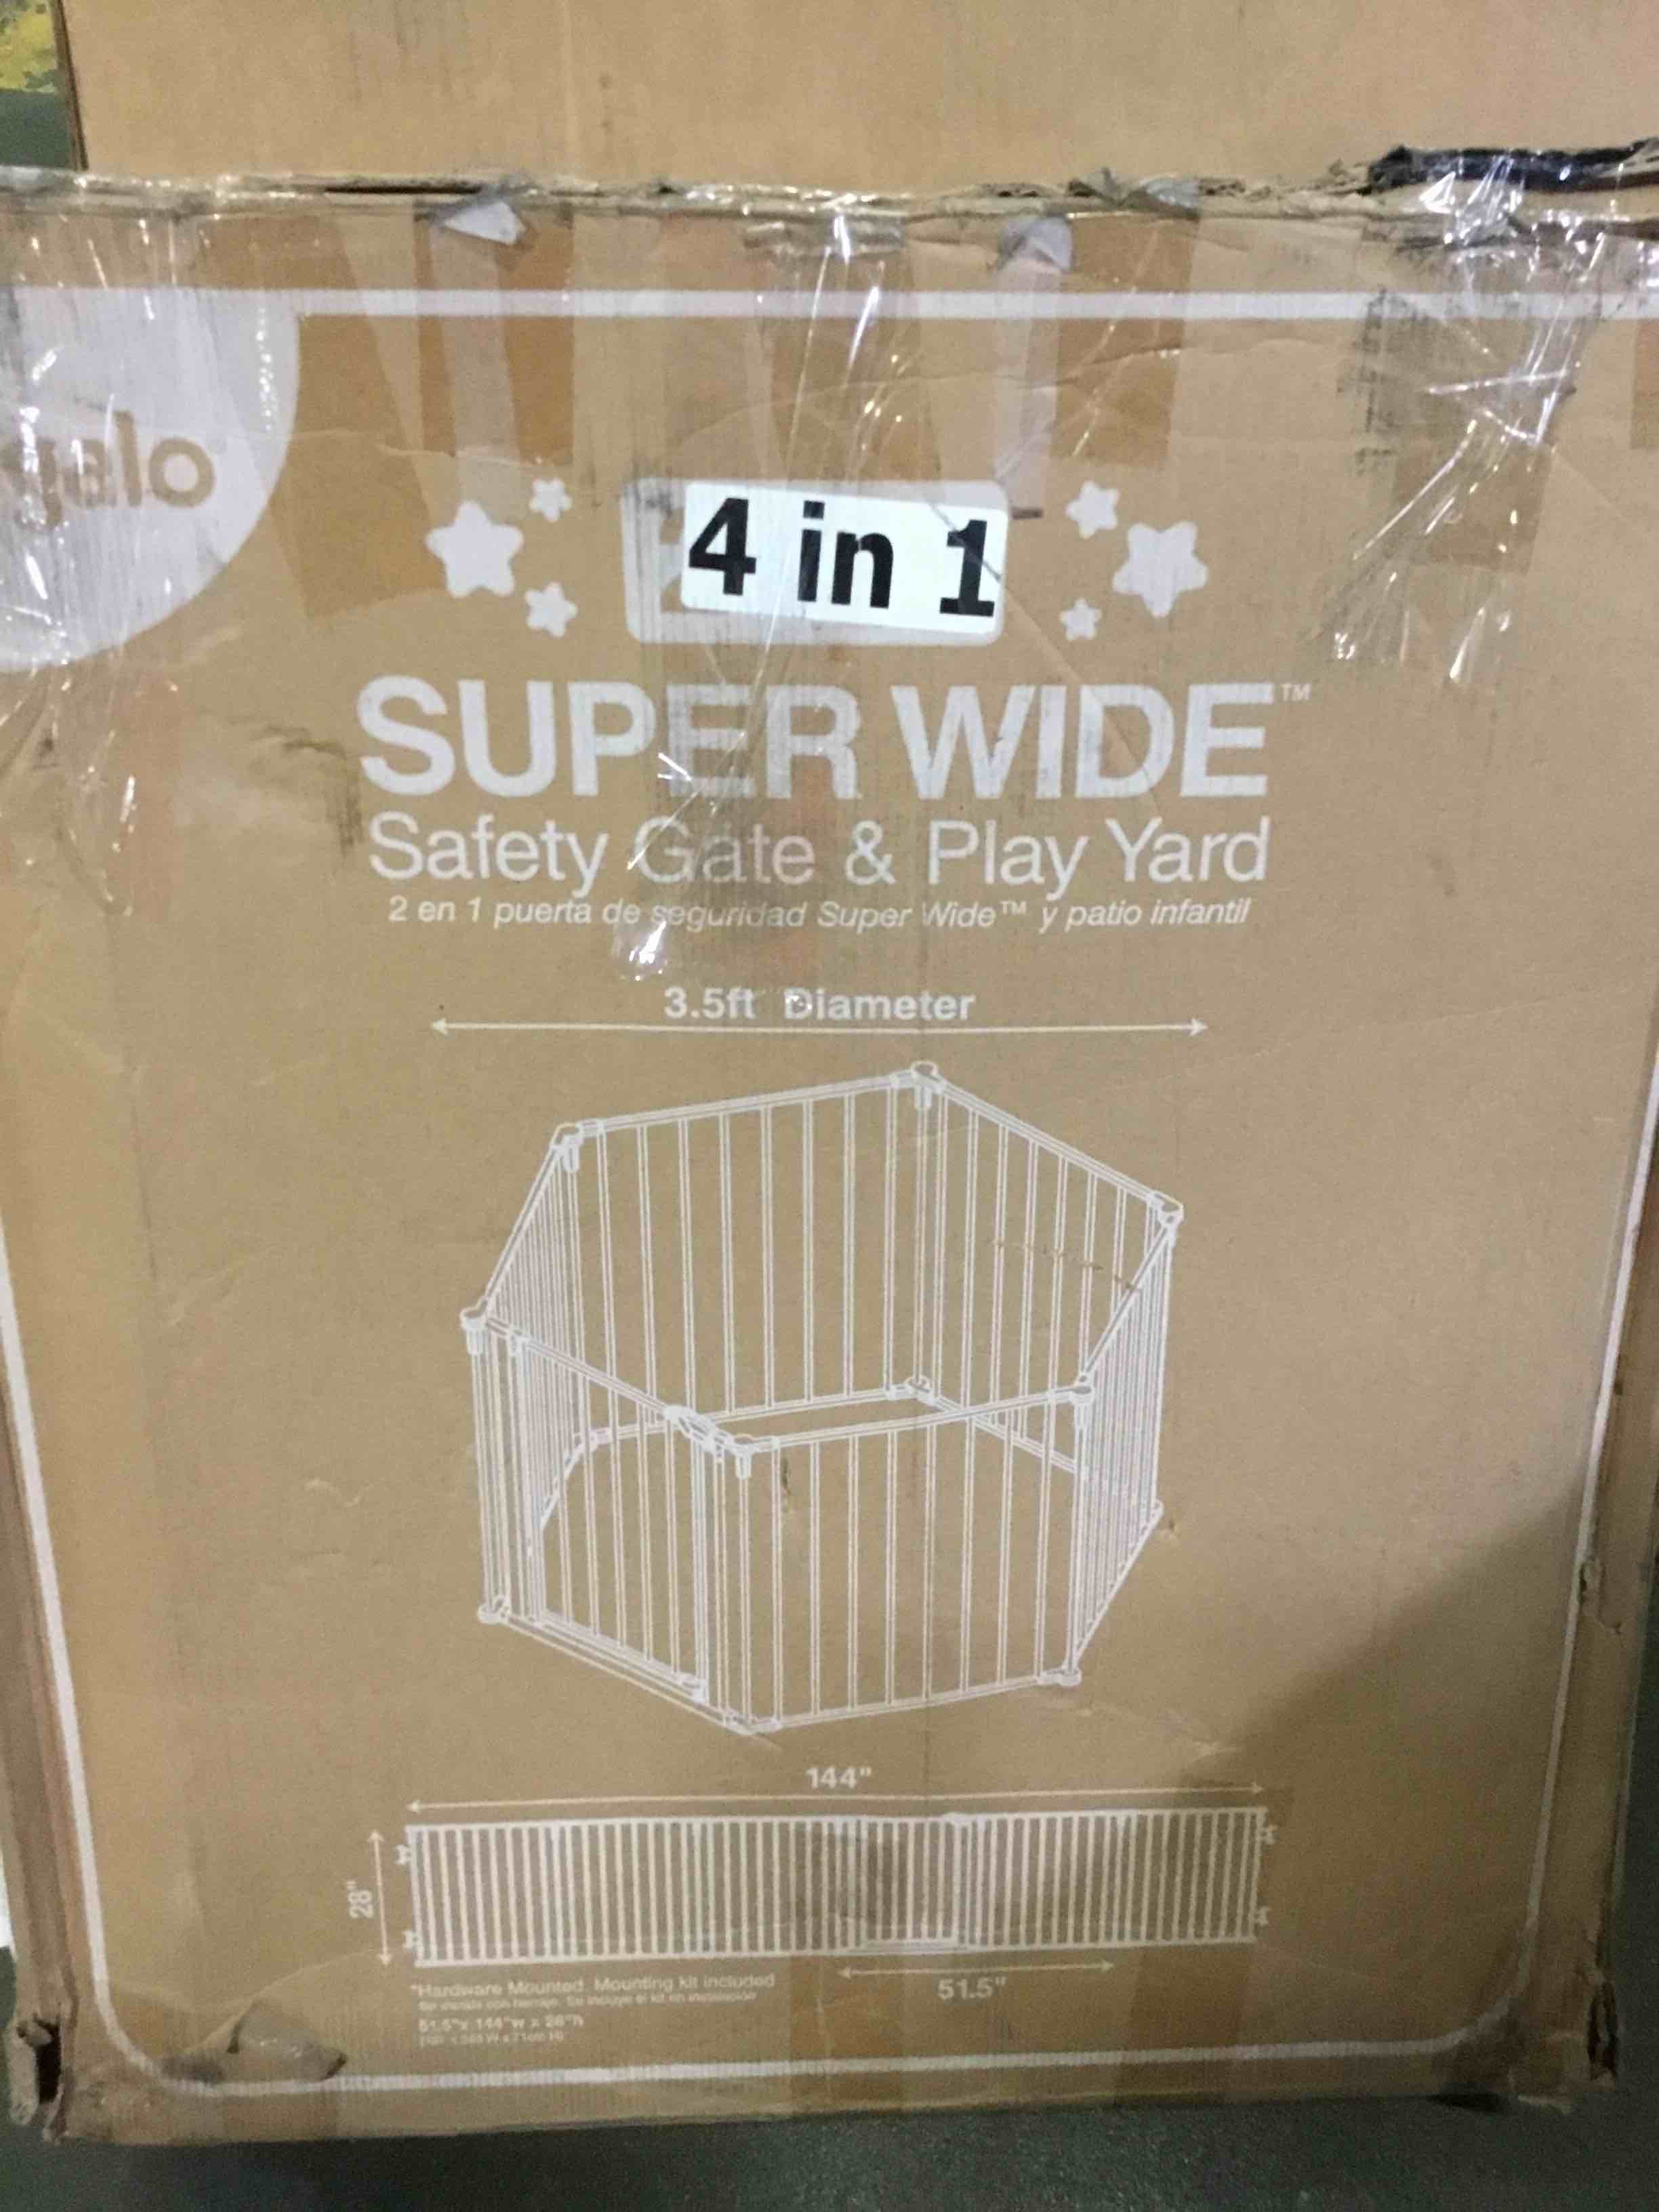 4 in 1
SUPER WIDE™
Safety Gate & Play Yard
2 en 1 puerta de seguridad Super Wide™ y patio infantil
3.5ft Diameter
144"
28"
51.5"
*Hardware Mounted. Mounting kit included